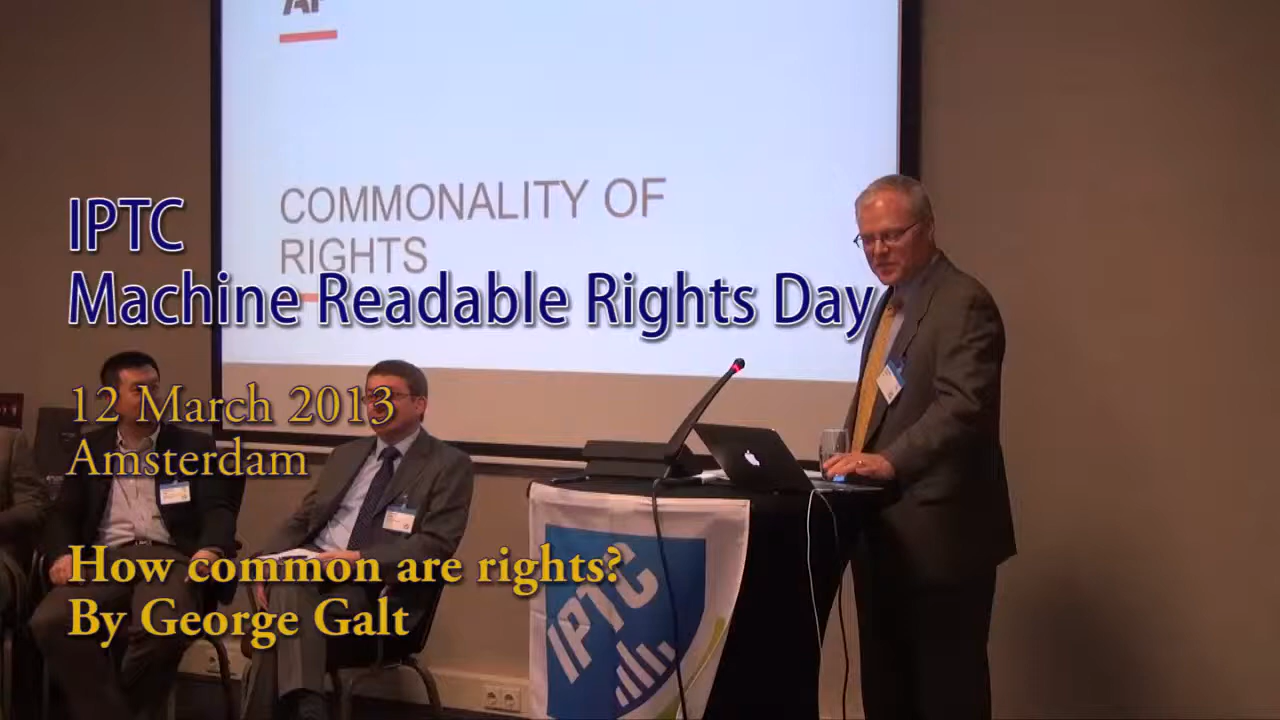 AP
COMMONALITY OF
RIGHTS
IPTC
Machine Readable Rights Day
12 March 2013
Amsterdam
How common are rights?
By George Galt
IPTC